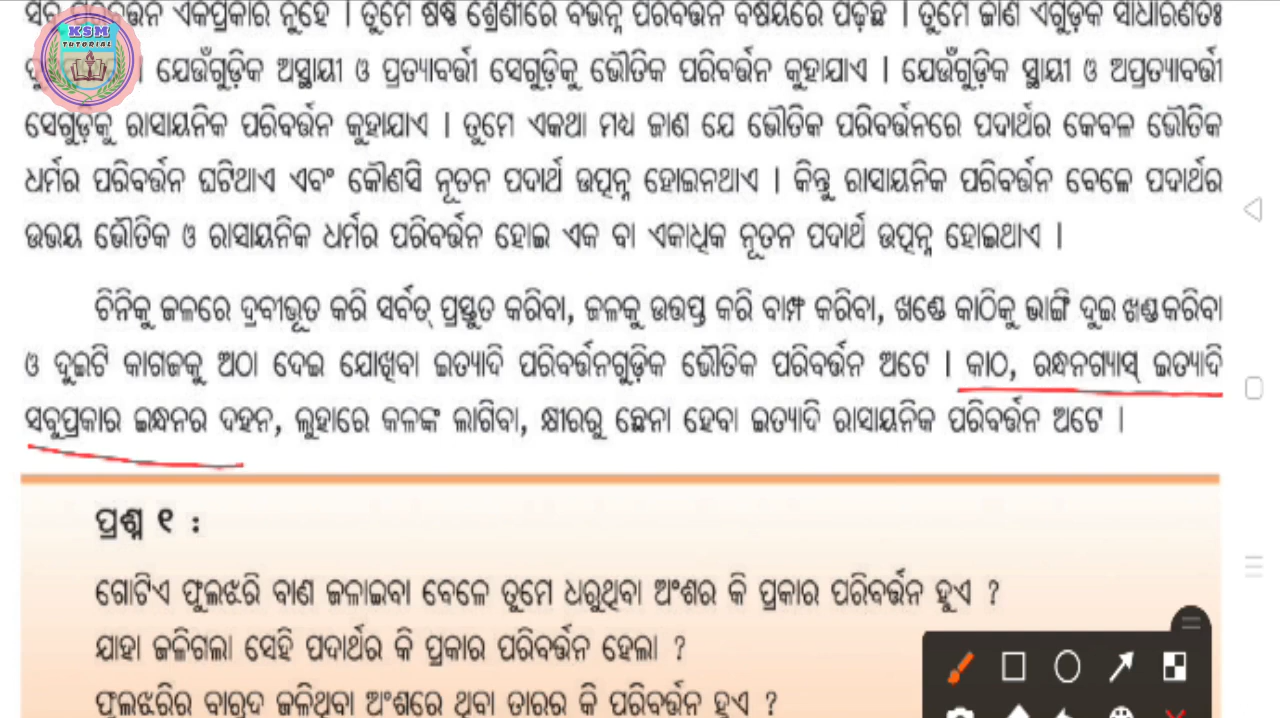 ସବୁ ପରିବର୍ତ୍ତନ ଏକପ୍ରକାର ନୁହେଁ । ତୁମେ ଷଷ୍ଠ ଶ୍ରେଣୀରେ ବିଭିନ୍ନ ପରିବର୍ତ୍ତନ ବିଷୟରେ ପଢ଼ିଛ । ତୁମେ ଜାଣ ଏଗୁଡ଼ିକ ସାଧାରଣତଃ
KSM
TUTORIAL
ଯେଉଁଗୁଡ଼ିକ ଅସ୍ଥାୟୀ ଓ ପ୍ରତ୍ୟାବର୍ତ୍ତୀ ସେଗୁଡ଼ିକୁ ଭୌତିକ ପରିବର୍ତ୍ତନ କୁହାଯାଏ । ଯେଉଁଗୁଡ଼ିକ ସ୍ଥାୟୀ ଓ ଅପ୍ରତ୍ୟାବର୍ତ୍ତୀ
ସେଗୁଡ଼ିକୁ ରାସାୟନିକ ପରିବର୍ତ୍ତନ କୁହାଯାଏ । ତୁମେ ଏକଥା ମଧ୍ୟ ଜାଣ ଯେ ଭୌତିକ ପରିବର୍ତ୍ତନରେ ପଦାର୍ଥର କେବଳ ଭୌତିକ
ଧର୍ମର ପରିବର୍ତ୍ତନ ଘଟିଥାଏ ଏବଂ କୌଣସି ନୂତନ ପଦାର୍ଥ ଉତ୍ପନ୍ନ ହୋଇନଥାଏ । କିନ୍ତୁ ରାସାୟନିକ ପରିବର୍ତ୍ତନ ବେଳେ ପଦାର୍ଥର
ଉଭୟ ଭୌତିକ ଓ ରାସାୟନିକ ଧର୍ମର ପରିବର୍ତ୍ତନ ହୋଇ ଏକ ବା ଏକାଧିକ ନୂତନ ପଦାର୍ଥ ଉତ୍ପନ୍ନ ହୋଇଥାଏ ।
ଚିନିକୁ ଜଳରେ ଦ୍ରବୀଭୂତ କରି ସର୍ବତ୍ ପ୍ରସ୍ତୁତ କରିବା, ଜଳକୁ ଉତ୍ତପ୍ତ କରି ବାମ୍ଫ କରିବା, ଖଣ୍ଡେ କାଠିକୁ ଭାଙ୍ଗି ଦୁଇ ଖଣ୍ଡକରିବା
ଓ ଦୁଇଟି କାଗଜକୁ ଅଠା ଦେଇ ଯୋଖିବା ଇତ୍ୟାଦି ପରିବର୍ତ୍ତନଗୁଡ଼ିକ ଭୌତିକ ପରିବର୍ତ୍ତନ ଅଟେ । କାଠ, ରନ୍ଧନଗ୍ୟାସ୍ ଇତ୍ୟାଦି
ସବୁପ୍ରକାର ଇନ୍ଧନର ଦହନ, ଲୁହାରେ କଳଙ୍କ ଲାଗିବା, କ୍ଷୀରରୁ ଛେନା ହେବା ଇତ୍ୟାଦି ରାସାୟନିକ ପରିବର୍ତ୍ତନ ଅଟେ ।
ପ୍ରଶ୍ନ ୧ :
ଗୋଟିଏ ଫୁଲଝରି ବାଣ ଜଳାଇବା ବେଳେ ତୁମେ ଧରୁଥିବା ଅଂଶର କି ପ୍ରକାର ପରିବର୍ତ୍ତନ ହୁଏ ?
ଯାହା ଜଳିଗଲା ସେହି ପଦାର୍ଥର କି ପ୍ରକାର ପରିବର୍ତ୍ତନ ହେଲା ?
ଫୁଲଝରିର ବାରୁଦ ଜଳିଥିବା ଅଂଶରେ ଥିବା ତାରର କି ପରିବର୍ତ୍ତନ ହୁଏ ?